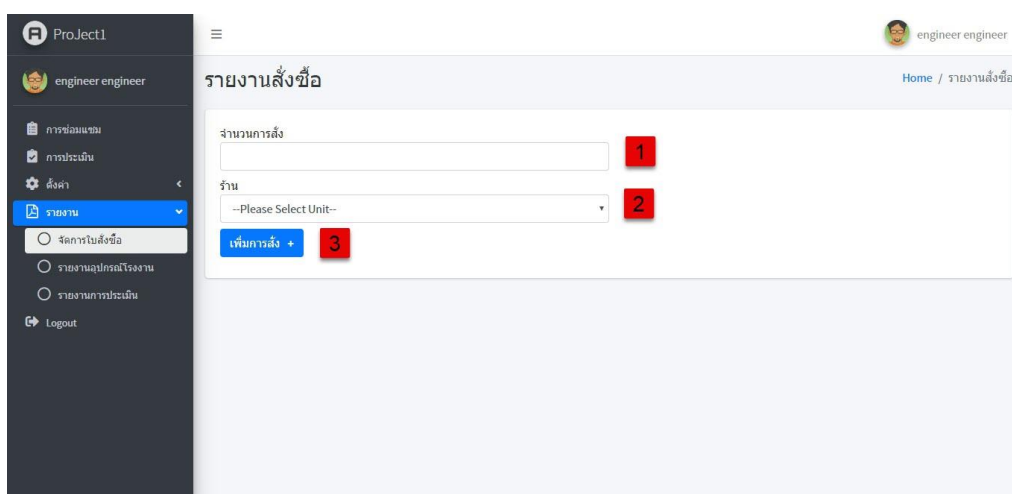 ProJect1
engineer engineer
engineer engineer
รายงานสั่งซื้อ
Home / รายงานสั่งซื้อ
การซ่อมแซม
การประเมิน
ตั้งค่า
รายงาน
จัดการใบสั่งซื้อ
รายงานอุปกรณ์โรงงาน
รายงานการประเมิน
Logout
จำนวนการสั่ง
1
ร้าน
--Please Select Unit--
2
เพิ่มการสั่ง +
3